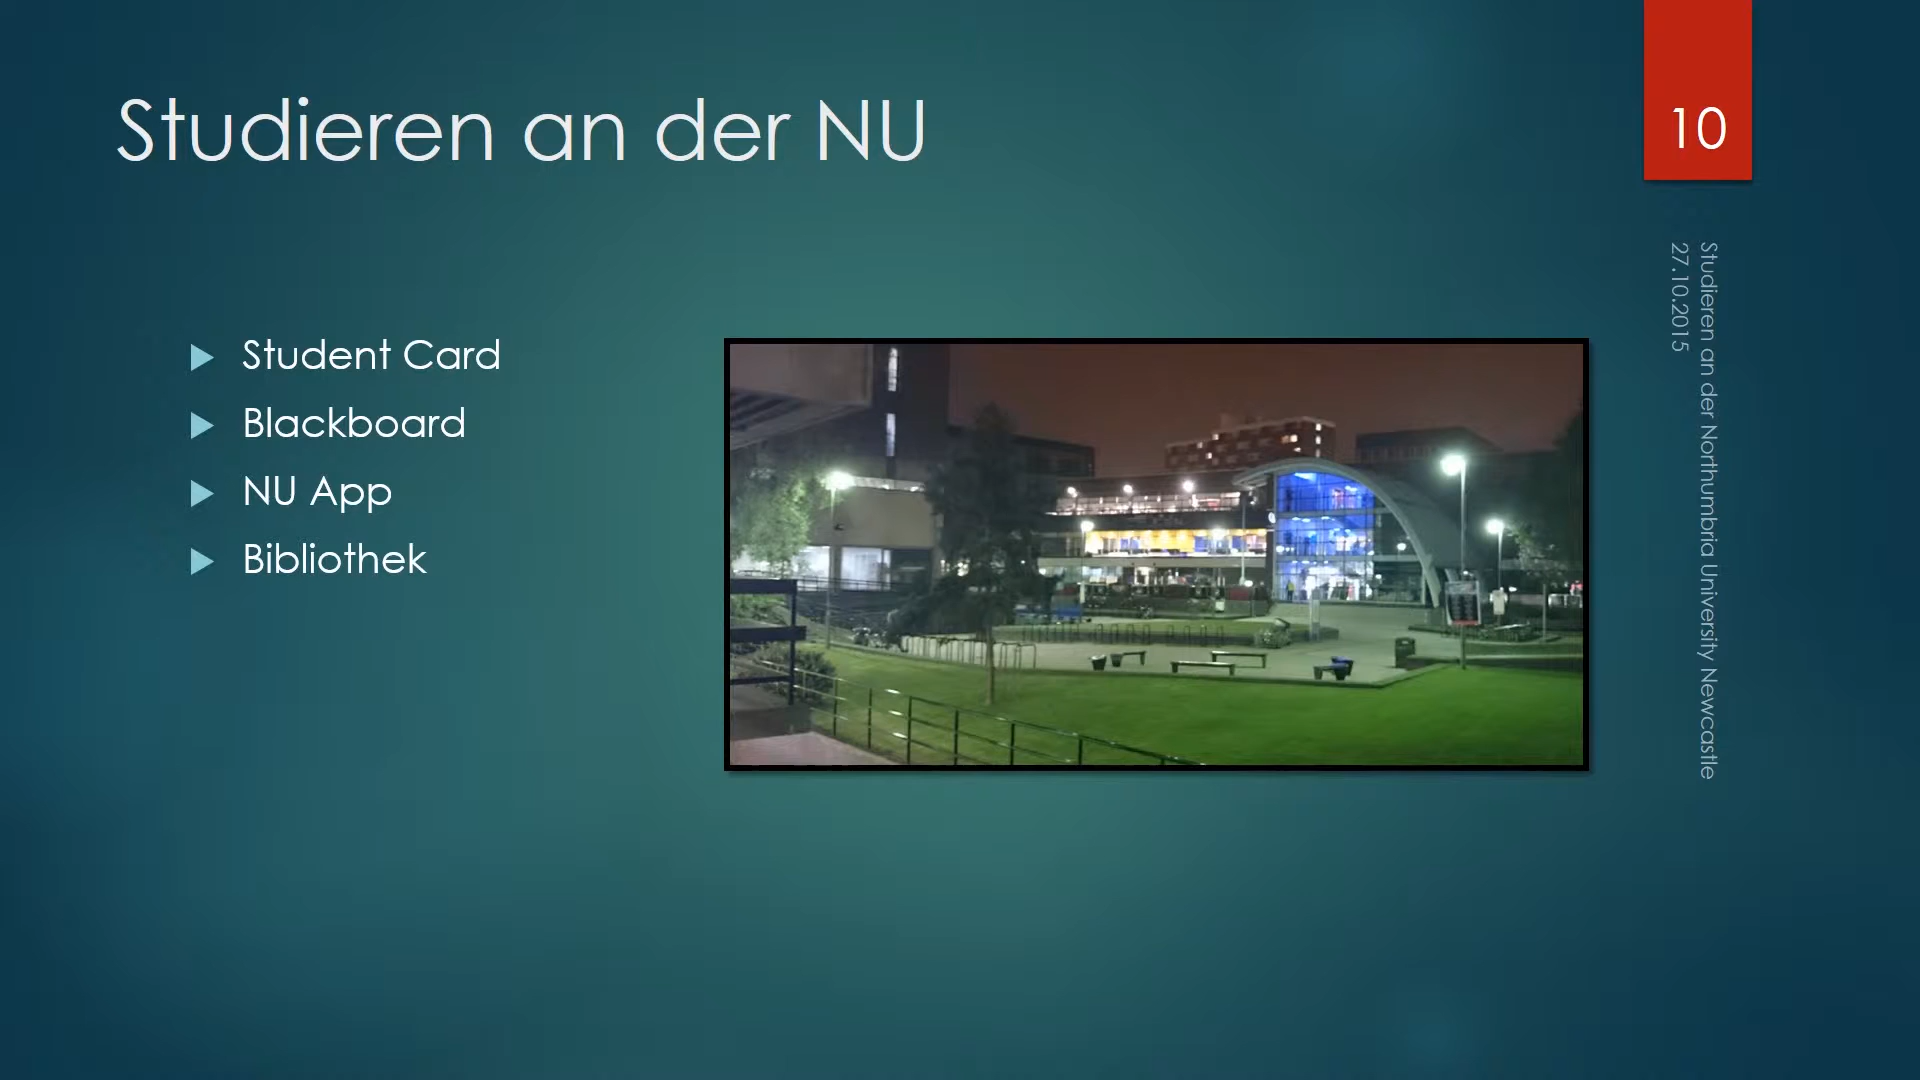 Studieren an der NU
10
Student Card
Blackboard
NU App
Bibliothek
Studieren an der Northumbria University Newcastle
27.10.2015